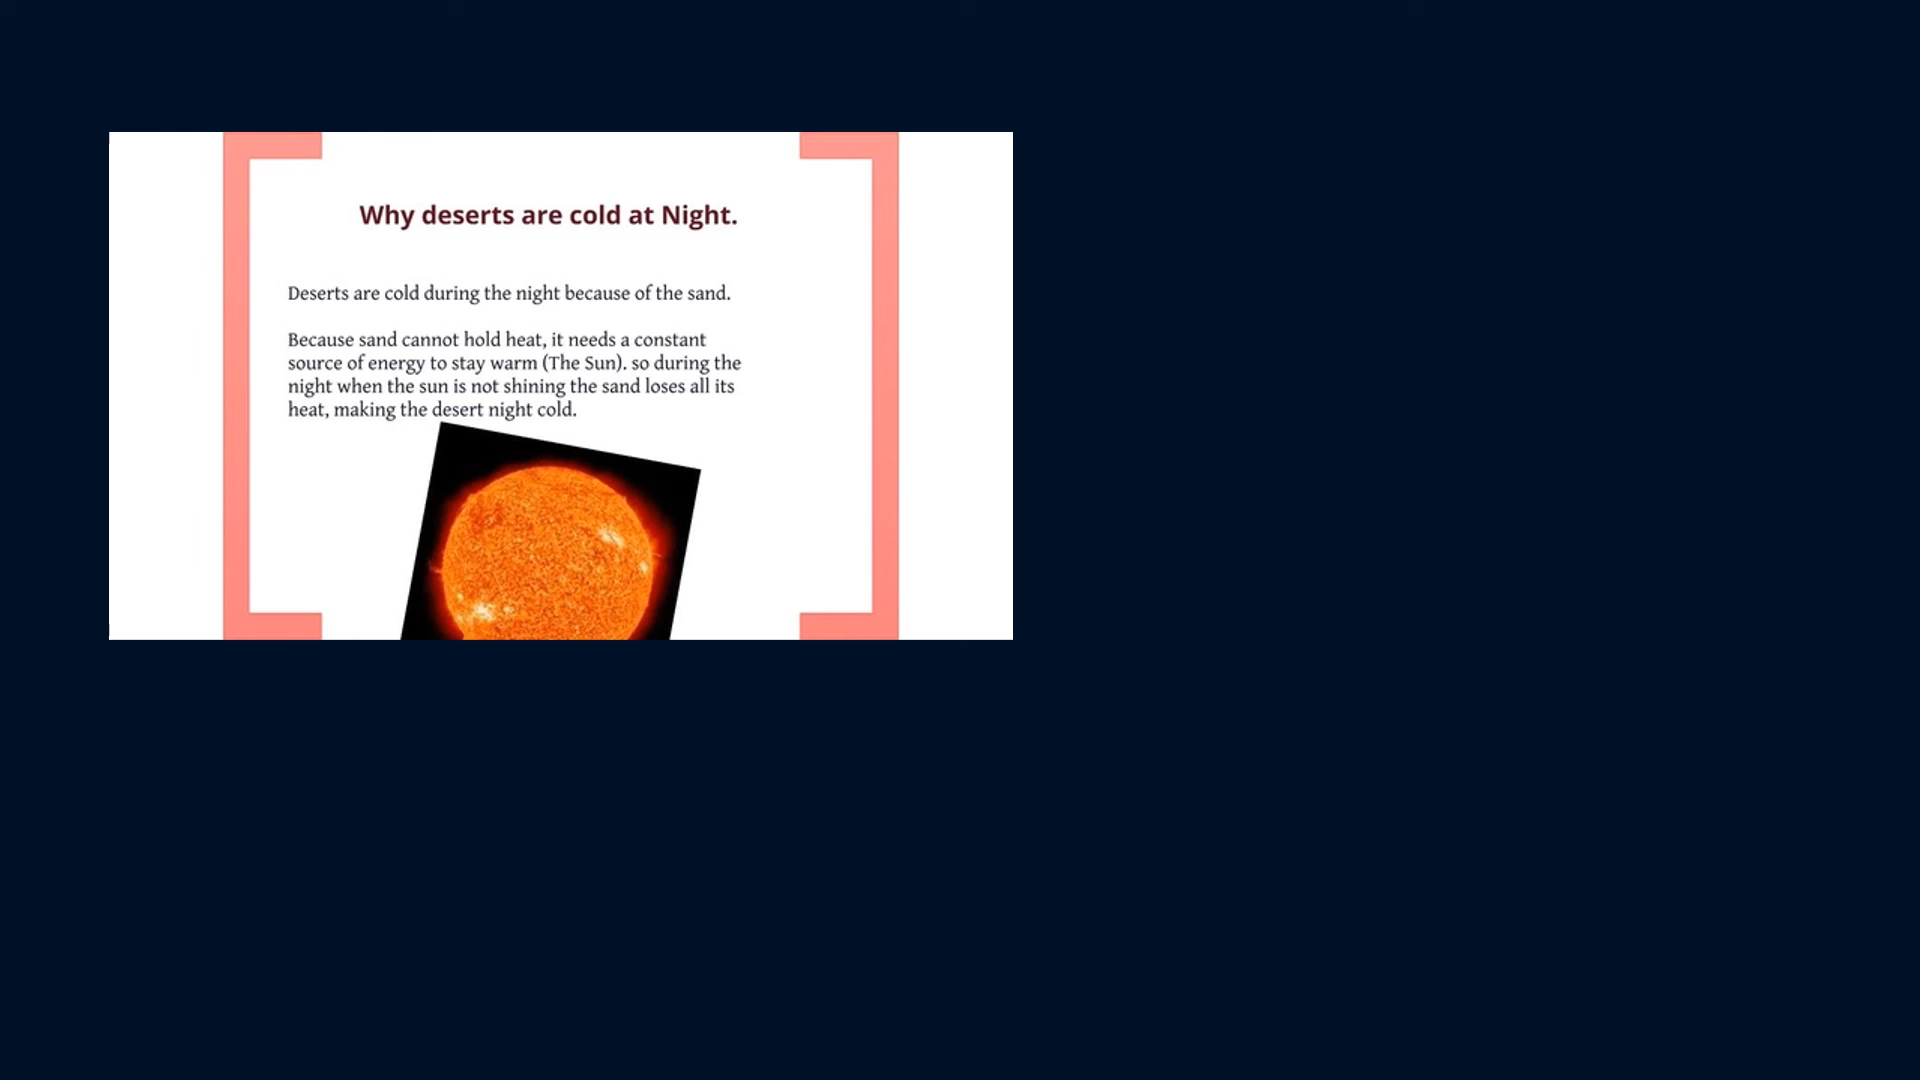 Why deserts are cold at Night.
Deserts are cold during the night because of the sand.
Because sand cannot hold heat, it needs a constant
source of energy to stay warm (The Sun). so during the
night when the sun is not shining the sand loses all its
heat, making the desert night cold.